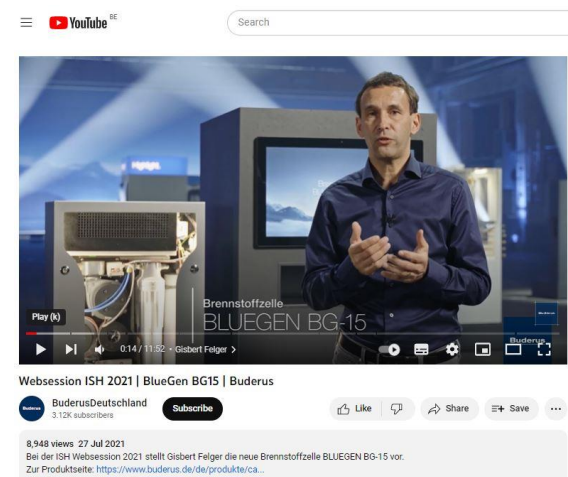 YouTube BE
Search
Brennstoffzelle
BLUEGEN BG-15
Play (k)
0:14 / 11:52 • Gisbert Felger
Buderus
Websession ISH 2021 | BlueGen BG15 | Buderus
BuderusDeutschland
3.12K subscribers
Subscribe
Like
Share
Save
8,948 views 27 Jul 2021
Bei der ISH Websession 2021 stellt Gisbert Felger die neue Brennstoffzelle BLUEGEN BG-15 vor.
Zur Produktseite: https://www.buderus.de/de/produkte/ca...